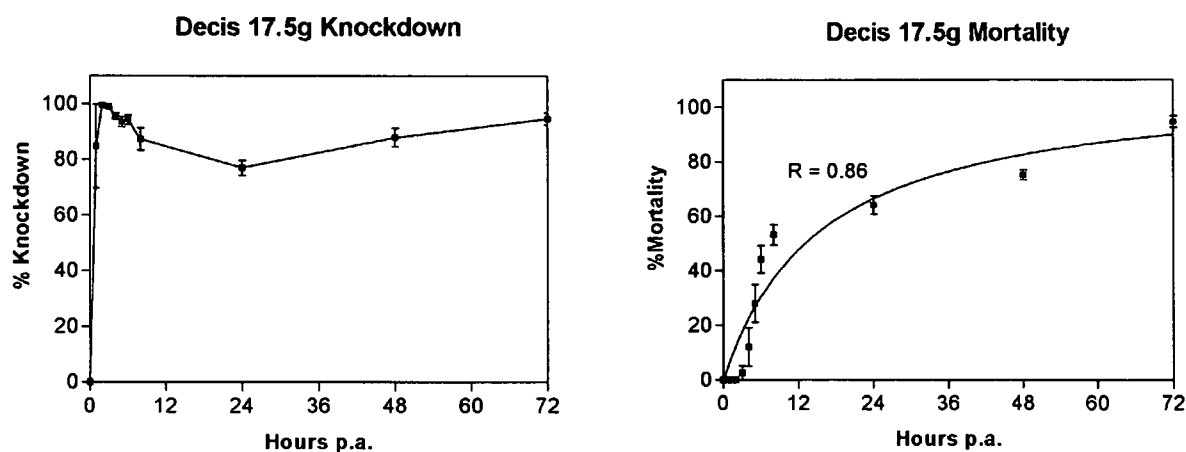 Decis 17.5g Knockdown
% Knockdown
100
80
60
40
20
0
0 12 24 36 48 60 72
Hours p.a.
Decis 17.5g Mortality
%Mortality
100
80
60
40
20
0
R = 0.86
0 12 24 36 48 60 72
Hours p.a.